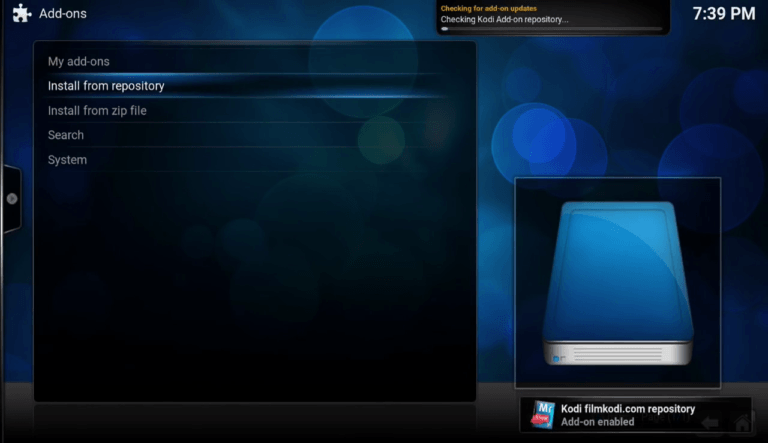 Add-ons
Checking for add-on updates
Checking Kodi Add-on repository...
7:39 PM
My add-ons
Install from repository
Install from zip file
Search
System
Kodi filmkodi.com repository
Add-on enabled